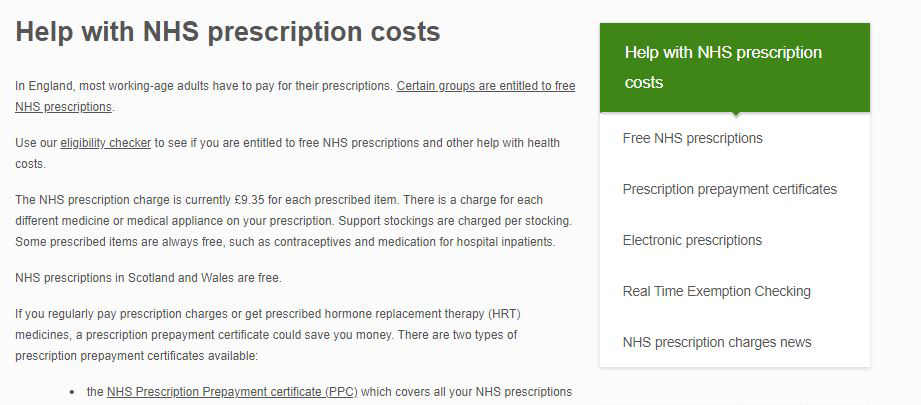 Help with NHS prescription costs
In England, most working-age adults have to pay for their prescriptions. Certain groups are entitled to free
NHS prescriptions.
Use our eligibility checker to see if you are entitled to free NHS prescriptions and other help with health
costs.
The NHS prescription charge is currently £9.35 for each prescribed item. There is a charge for each
different medicine or medical appliance on your prescription. Support stockings are charged per stocking.
Some prescribed items are always free, such as contraceptives and medication for hospital inpatients.
NHS prescriptions in Scotland and Wales are free.
If you regularly pay prescription charges or get prescribed hormone replacement therapy (HRT)
medicines, a prescription prepayment certificate could save you money. There are two types of
prescription prepayment certificates available:
• the NHS Prescription Prepayment certificate (PPC) which covers all your NHS prescriptions
Help with NHS prescription
costs
Free NHS prescriptions
Prescription prepayment certificates
Electronic prescriptions
Real Time Exemption Checking
NHS prescription charges news